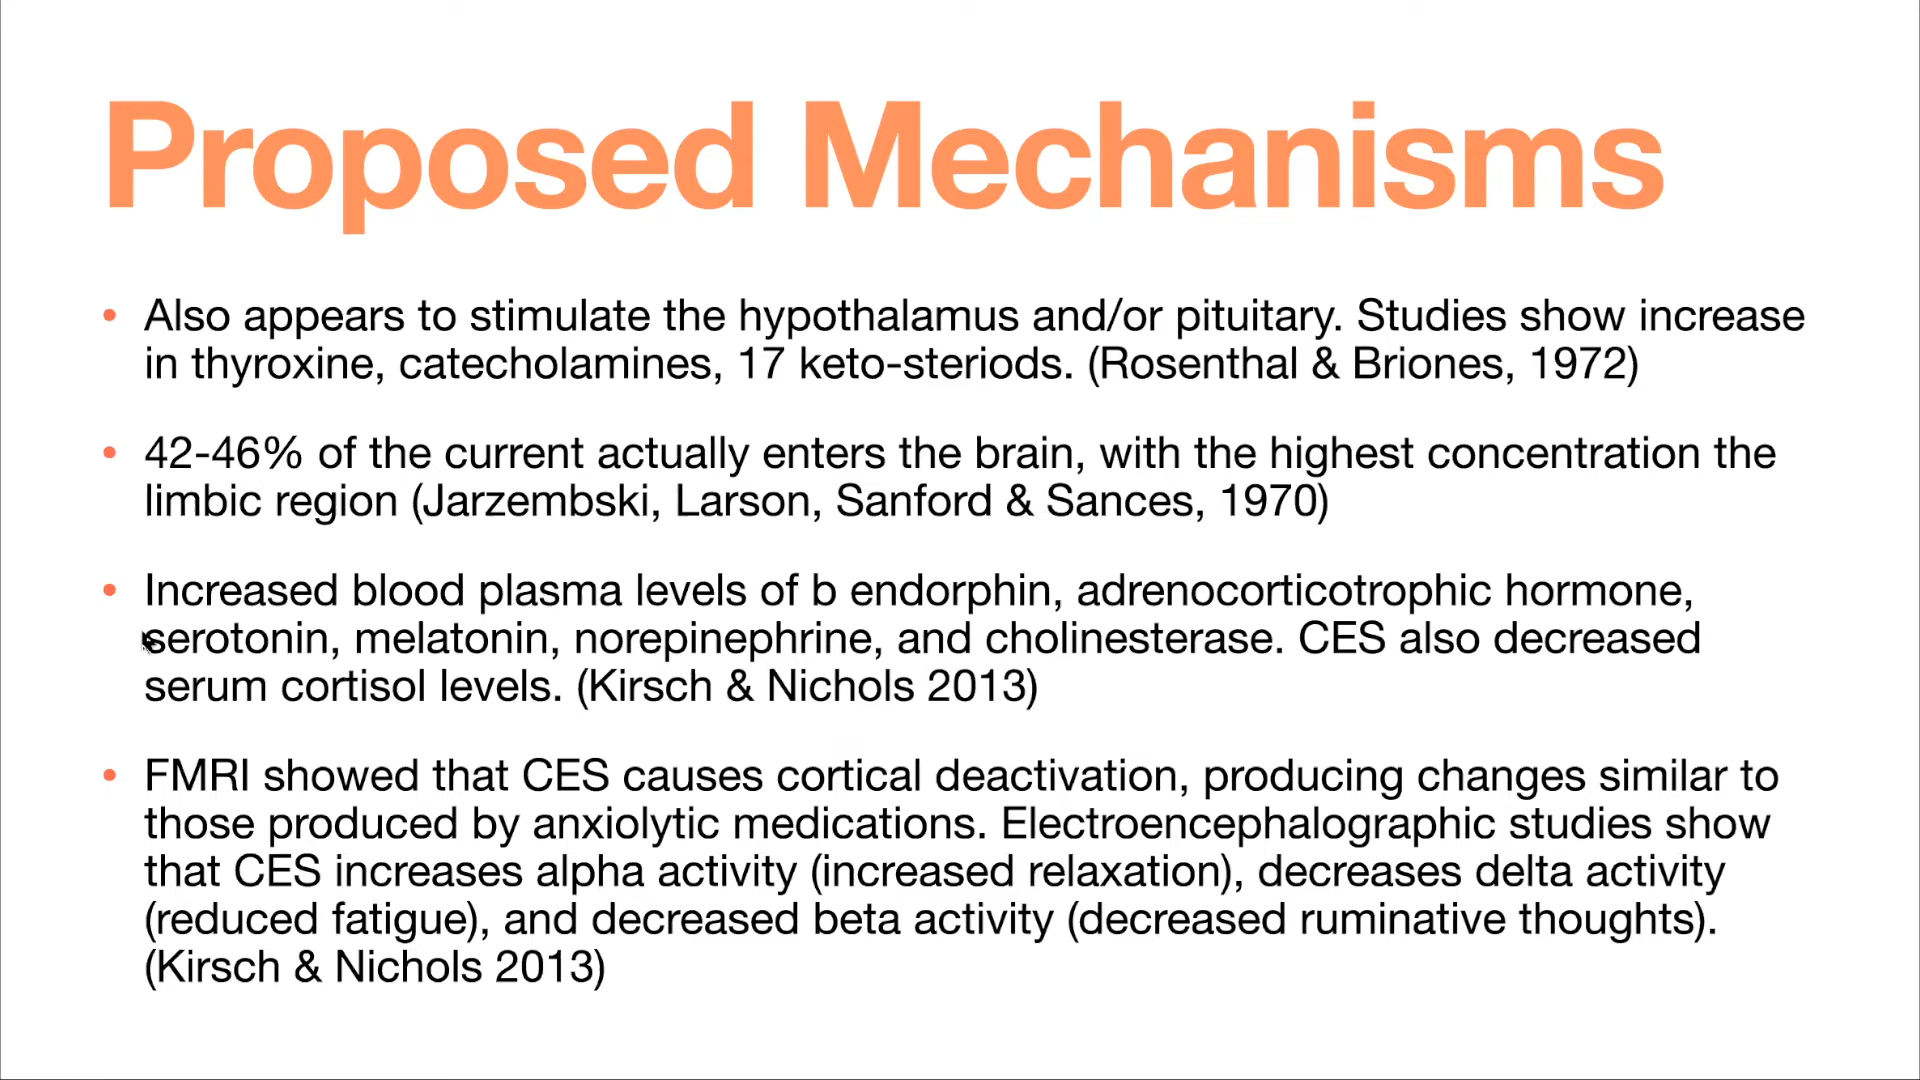 Proposed Mechanisms
• Also appears to stimulate the hypothalamus and/or pituitary. Studies show increase
in thyroxine, catecholamines, 17 keto-steriods. (Rosenthal & Briones, 1972)
• 42-46% of the current actually enters the brain, with the highest concentration the
limbic region (Jarzembski, Larson, Sanford & Sances, 1970)
• Increased blood plasma levels of b endorphin, adrenocorticotrophic hormone,
serotonin, melatonin, norepinephrine, and cholinesterase. CES also decreased
serum cortisol levels. (Kirsch & Nichols 2013)
• FMRI showed that CES causes cortical deactivation, producing changes similar to
those produced by anxiolytic medications. Electroencephalographic studies show
that CES increases alpha activity (increased relaxation), decreases delta activity
(reduced fatigue), and decreased beta activity (decreased ruminative thoughts).
(Kirsch & Nichols 2013)